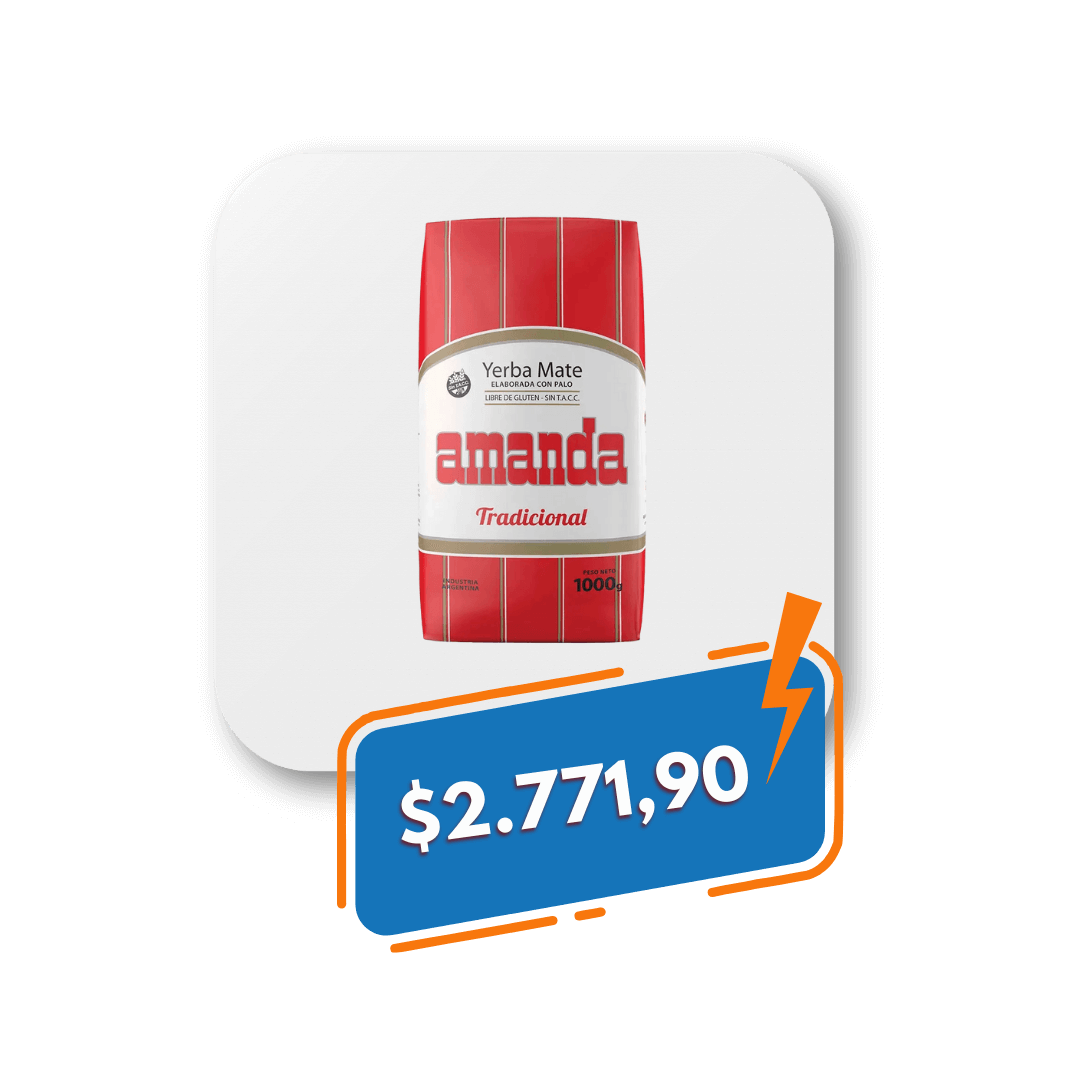 Yerba Mate
ELABORADA CON PALO
LIBRE DE GLUTEN - SIN T.A.C.C.
Sin T.A.C.C.
amanda
Tradicional
INDUSTRIA
ARGENTINA
PESO NETO
1000g
$2.771,90